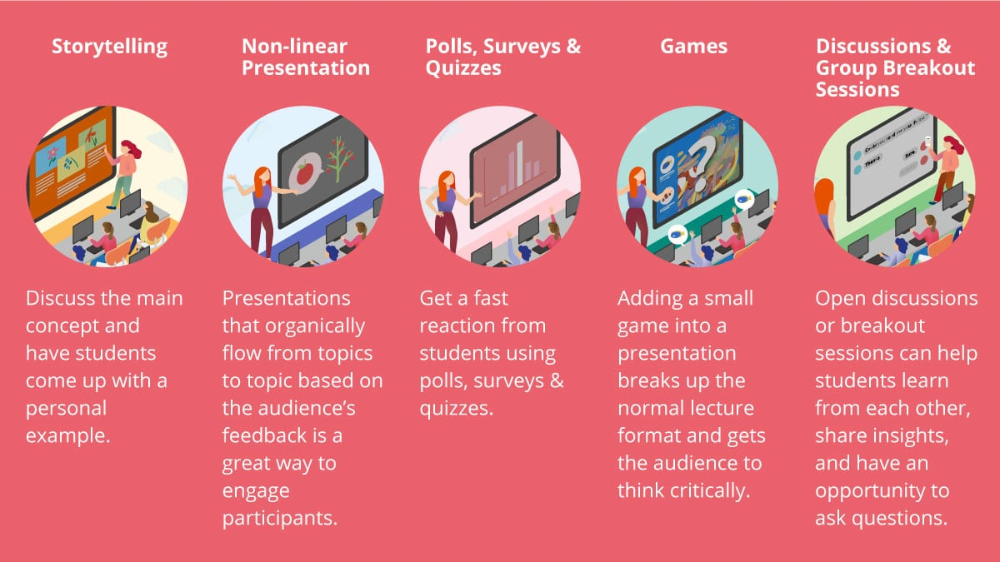 Storytelling
Discuss the main
concept and
have students
come up with a
personal
example.
Non-linear
Presentation
Presentations
that organically
flow from topics
to topic based on
the audience’s
feedback is a
great way to
engage
participants.
Polls, Surveys &
Quizzes
?
Get a fast
reaction from
students using
polls, surveys &
quizzes.
Games
Adding a small
game into a
presentation
breaks up the
normal lecture
format and gets
the audience to
think critically.
Discussions &
Group Breakout
Sessions
Open discussions
or breakout
sessions can help
students learn
from each other,
share insights,
and have an
opportunity to
ask questions.